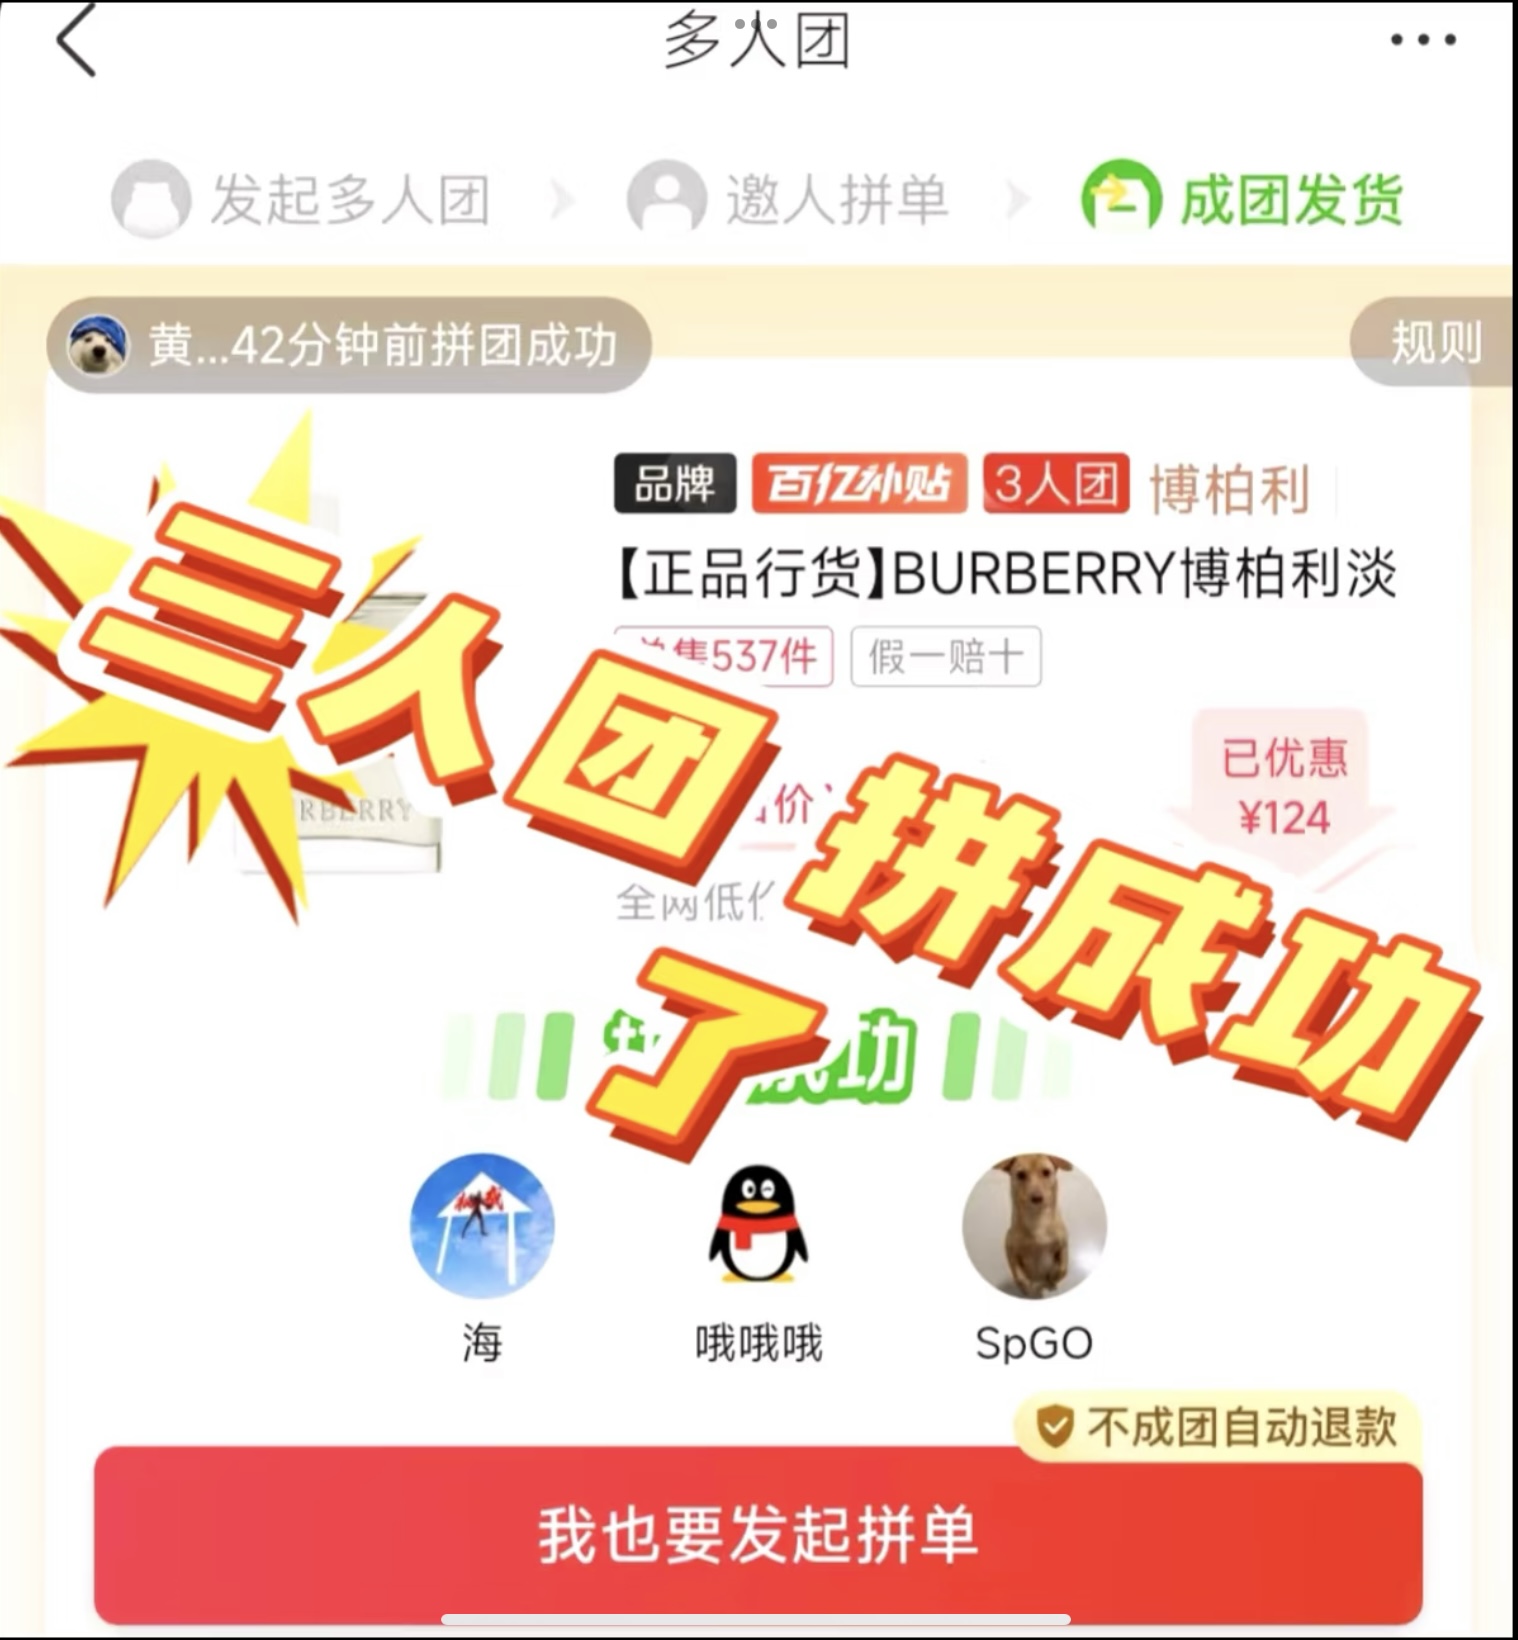 多人团
发起多人团
邀人拼单
成团发货
黄...42分钟前拼团成功
规则
品牌 百亿补贴 3人团 博柏利
【正品行货】BURBERRY博柏利淡
售537件 假一赔十
三人团 拼成功
了
价
已优惠
¥124
RBERRY
全网低价
成功
海
哦哦哦
SpGO
不成团自动退款
我也要发起拼单